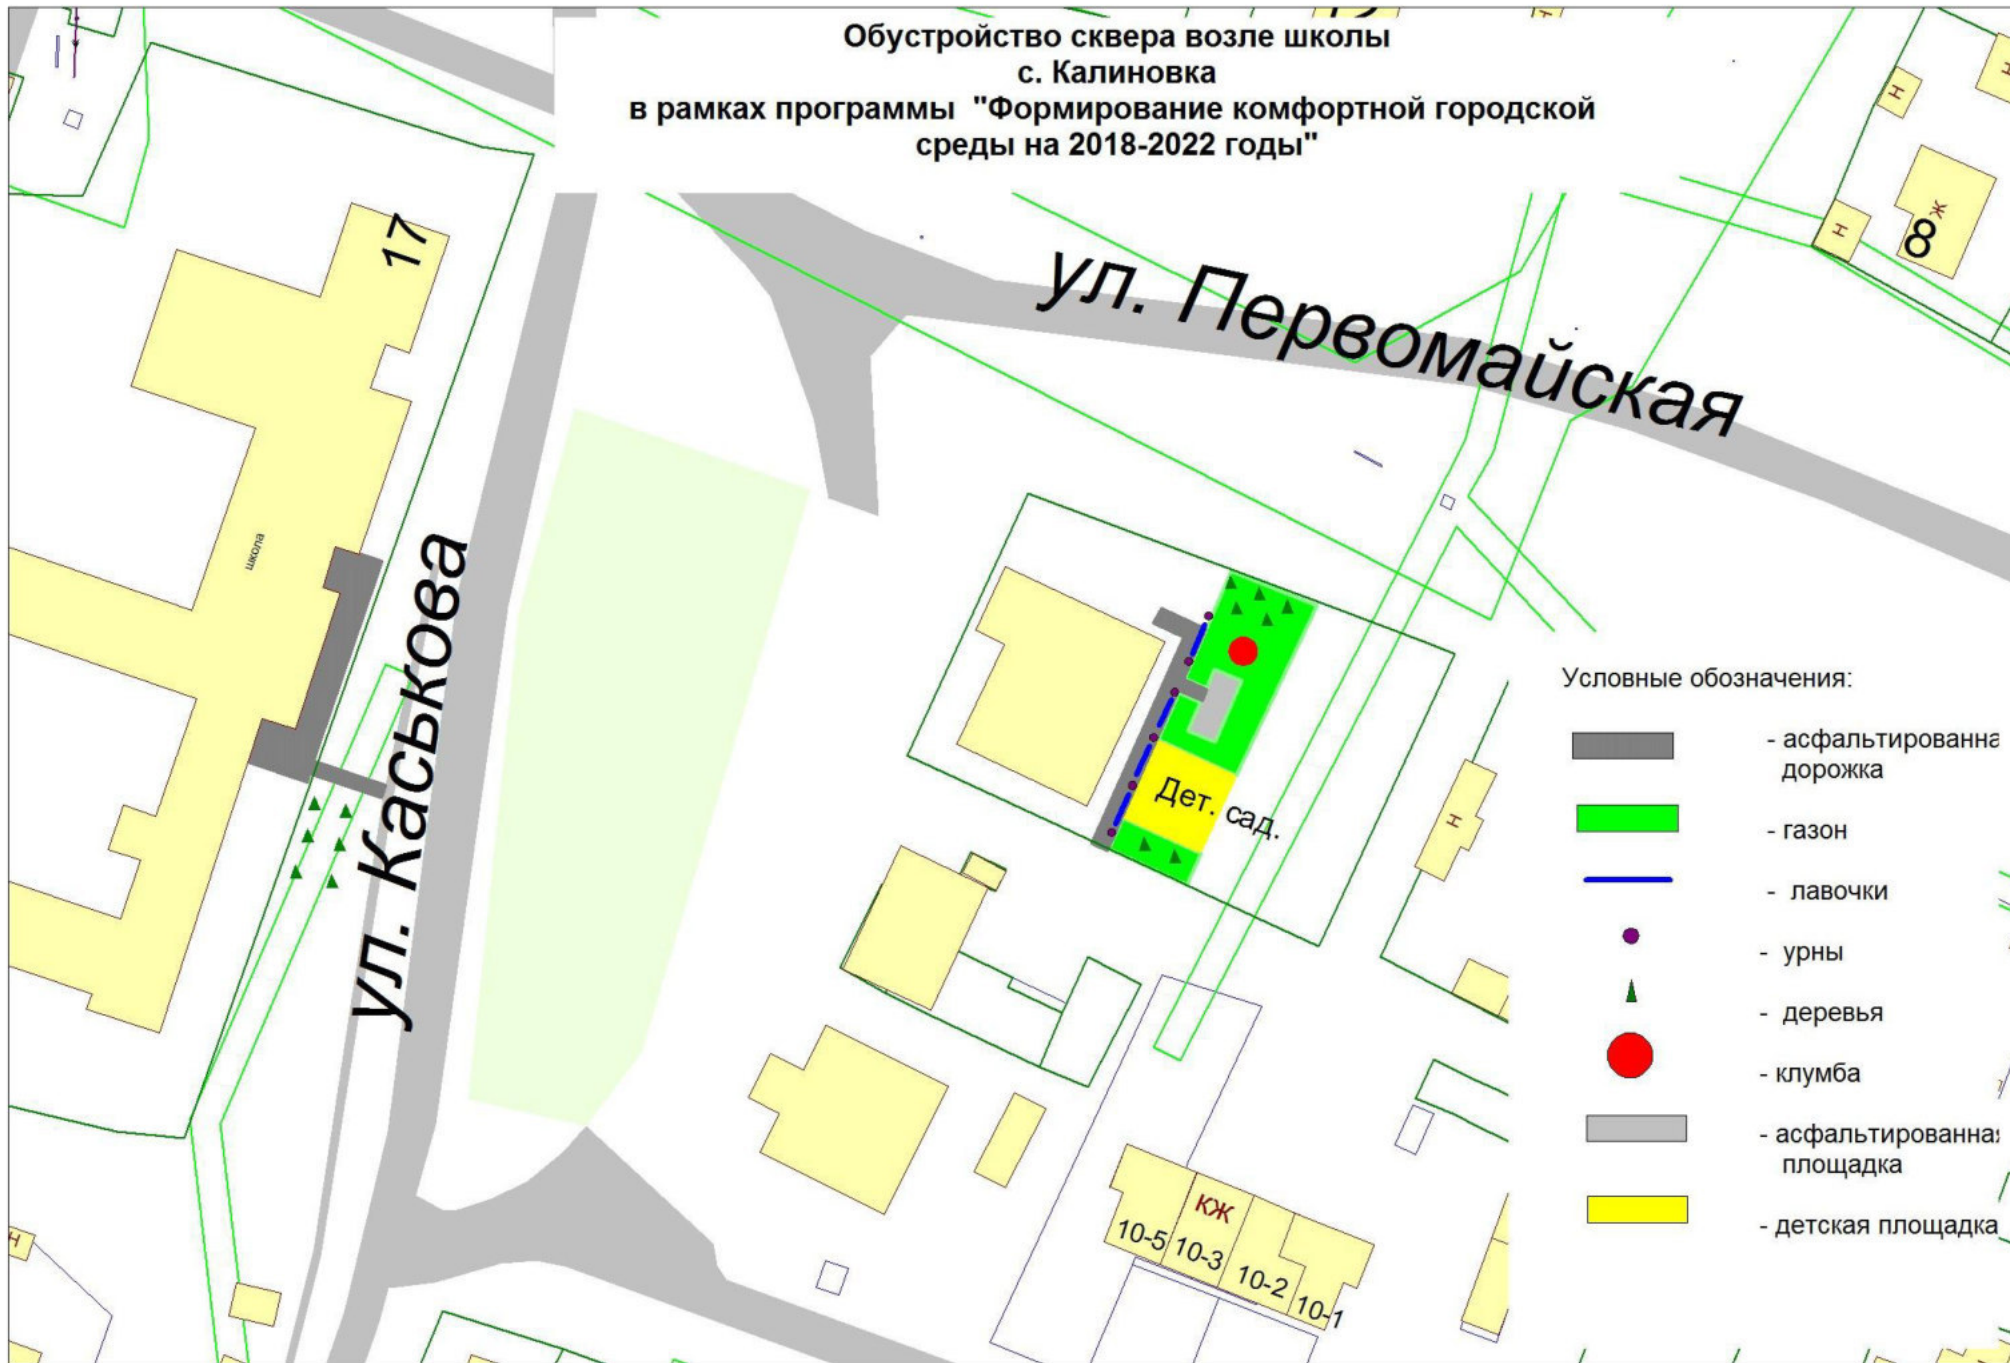 Обустройство сквера возле школы
с. Калиновка
в рамках программы "Формирование комфортной городской
среды на 2018-2022 годы"
17
н
н
н
8
ж
ул. Первомайская
школа
ул. Каськова
Дет. сад.
н
Условные обозначения:
- асфальтированна
дорожка
- газон
- лавочки
- урны
- деревья
- клумба
- асфальтированная
площадка
- детская площадка
кж
10-5
10-3
10-2
10-1
н